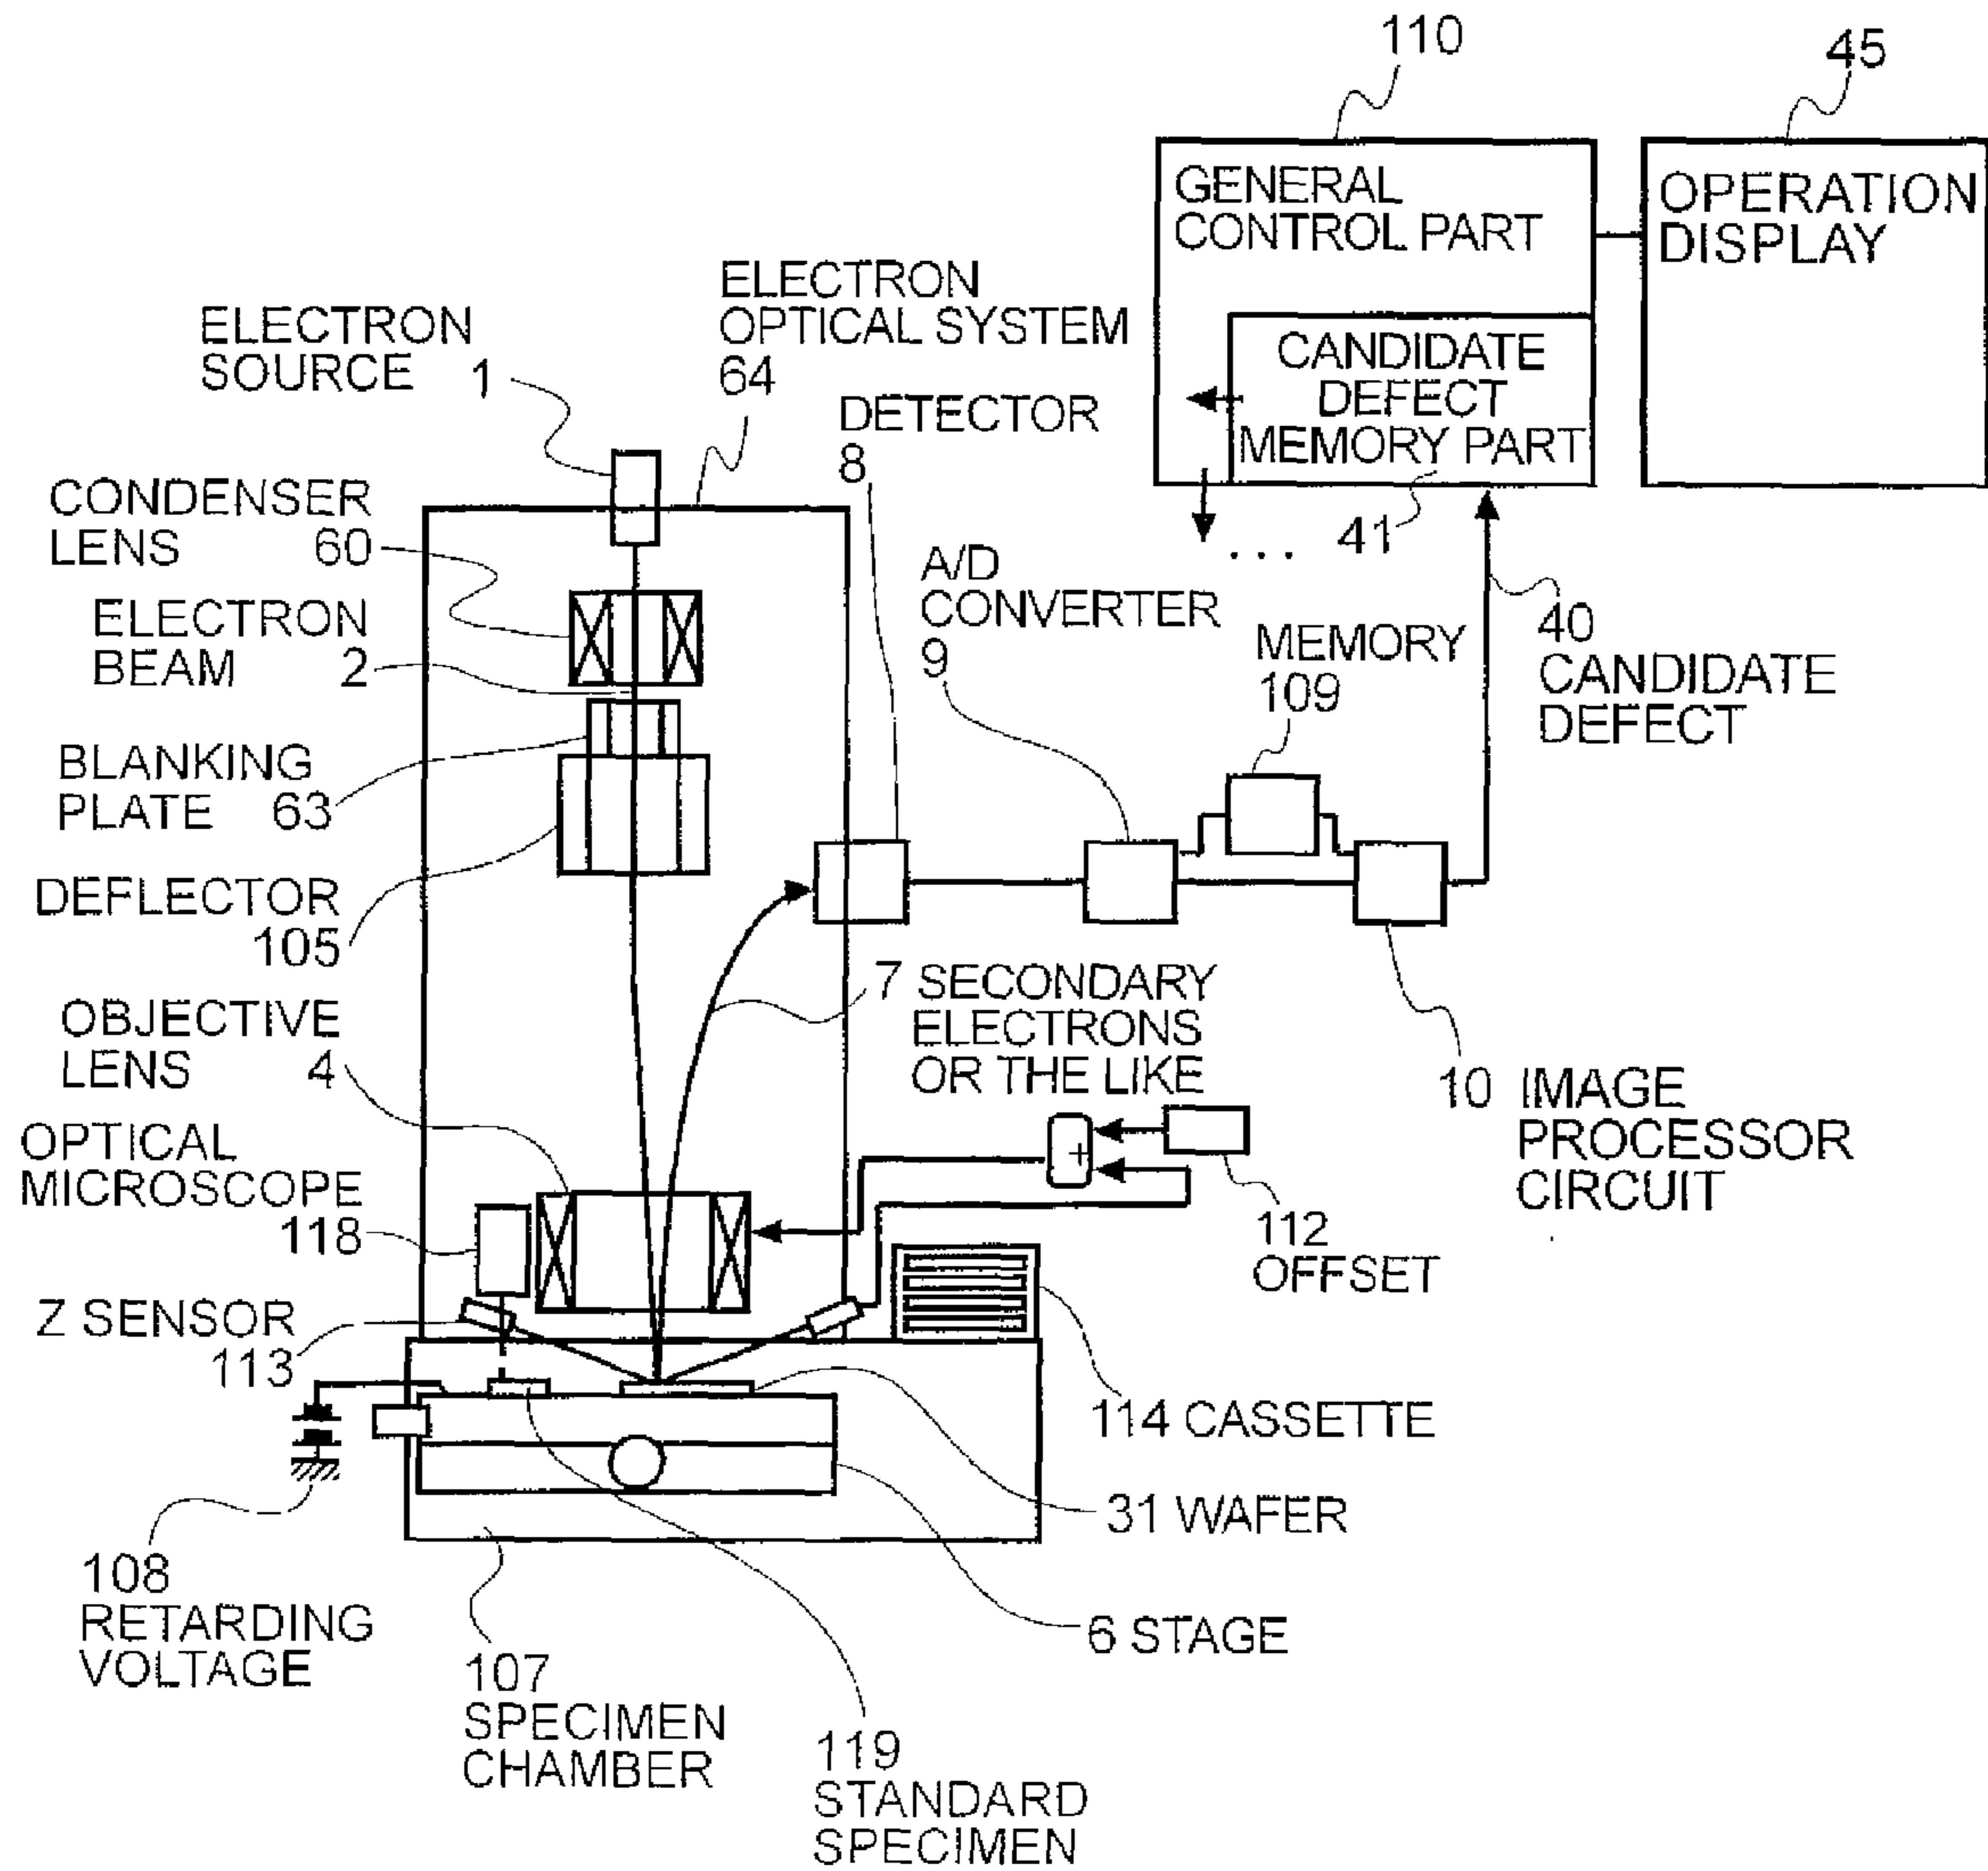 110
45
GENERAL
CONTROL PART
OPERATION
DISPLAY
CANDIDATE
DEFECT
MEMORY PART
41
. . .
40
CANDIDATE
DEFECT
ELECTRON
SOURCE 1
ELECTRON
OPTICAL SYSTEM
64
DETECTOR
8
CONDENSER
LENS 60
A/D
CONVERTER
9
ELECTRON
BEAM 2
MEMORY
109
BLANKING
PLATE 63
DEFLECTOR
105
7 SECONDARY
ELECTRONS
OR THE LIKE
OBJECTIVE
LENS 4
10 IMAGE
PROCESSOR
CIRCUIT
+
OPTICAL
MICROSCOPE
118
112
OFFSET
Z SENSOR
113
114 CASSETTE
31 WAFER
108
RETARDING
VOLTAGE
6 STAGE
107
SPECIMEN
CHAMBER
119
STANDARD
SPECIMEN